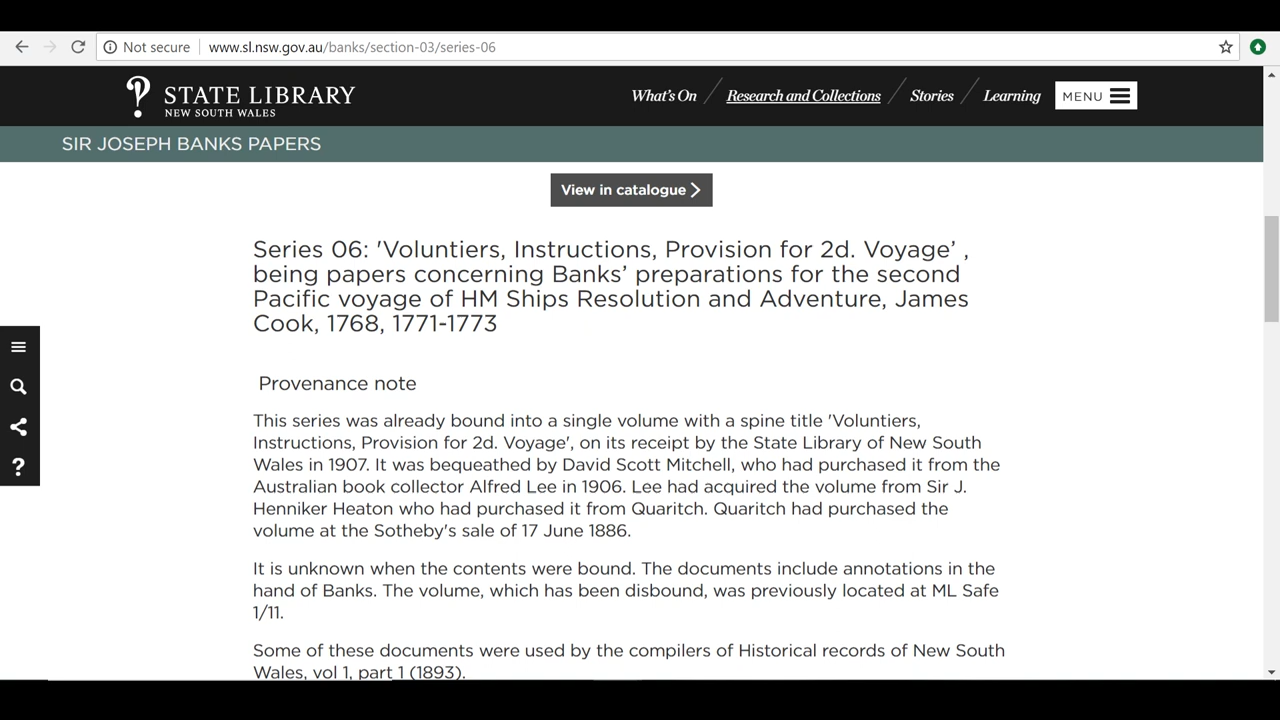 Not secure www.sl.nsw.gov.au/banks/section-03/series-06
STATE LIBRARY
NEW SOUTH WALES
What's On Research and Collections Stories Learning MENU
SIR JOSEPH BANKS PAPERS
View in catalogue
Series 06: 'Voluntiers, Instructions, Provision for 2d. Voyage’ ,
being papers concerning Banks’ preparations for the second
Pacific voyage of HM Ships Resolution and Adventure, James
Cook, 1768, 1771-1773
Provenance note
This series was already bound into a single volume with a spine title 'Voluntiers,
Instructions, Provision for 2d. Voyage', on its receipt by the State Library of New South
Wales in 1907. It was bequeathed by David Scott Mitchell, who had purchased it from the
Australian book collector Alfred Lee in 1906. Lee had acquired the volume from Sir J.
Henniker Heaton who had purchased it from Quaritch. Quaritch had purchased the
volume at the Sotheby's sale of 17 June 1886.
It is unknown when the contents were bound. The documents include annotations in the
hand of Banks. The volume, which has been disbound, was previously located at ML Safe
1/11.
Some of these documents were used by the compilers of Historical records of New South
Wales, vol 1, part 1 (1893).